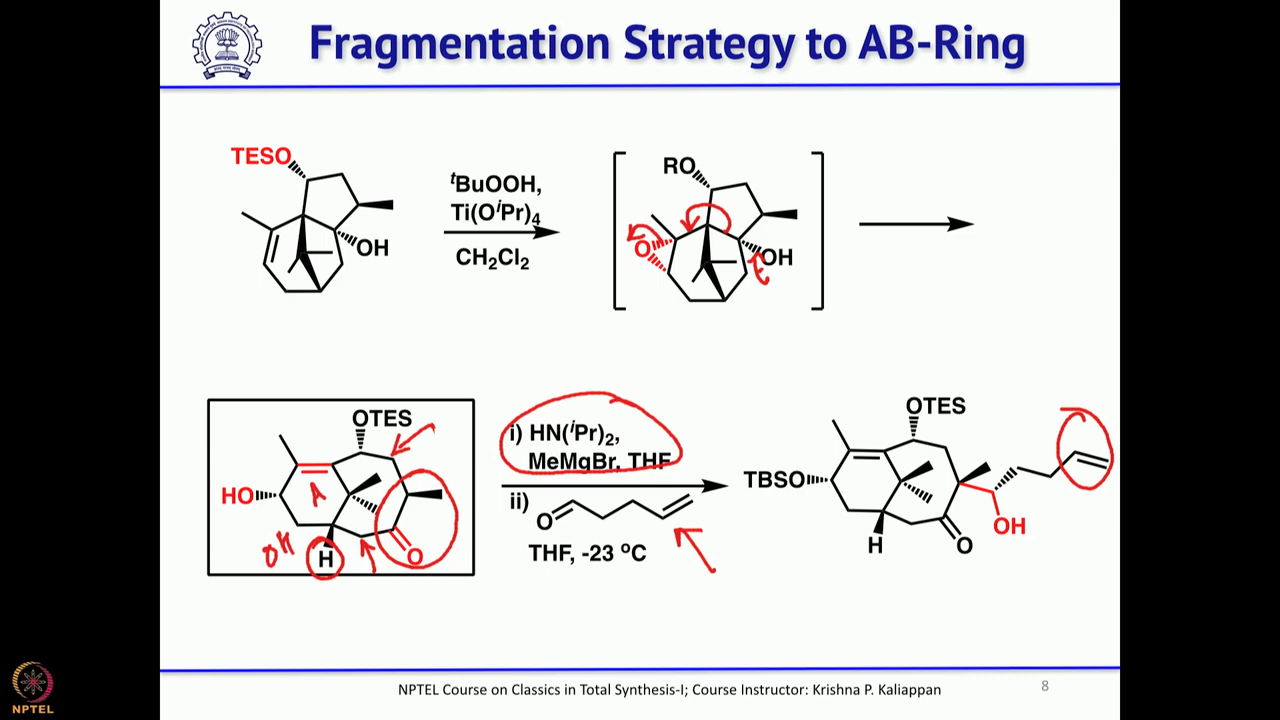 Fragmentation Strategy to AB-Ring
TESO
OH
ᵗBuOOH,
Ti(OⁱPr)₄
CH₂Cl₂
RO
O
OH
OTES
HO
A
OH
H
O
i) HN(ⁱPr)₂,
MeMgBr, THF
ii)
O
THF, -23 ⁰C
OTES
TBSO
OH
H
O
NPTEL Course on Classics in Total Synthesis-I; Course Instructor: Krishna P. Kaliappan
8
NPTEL